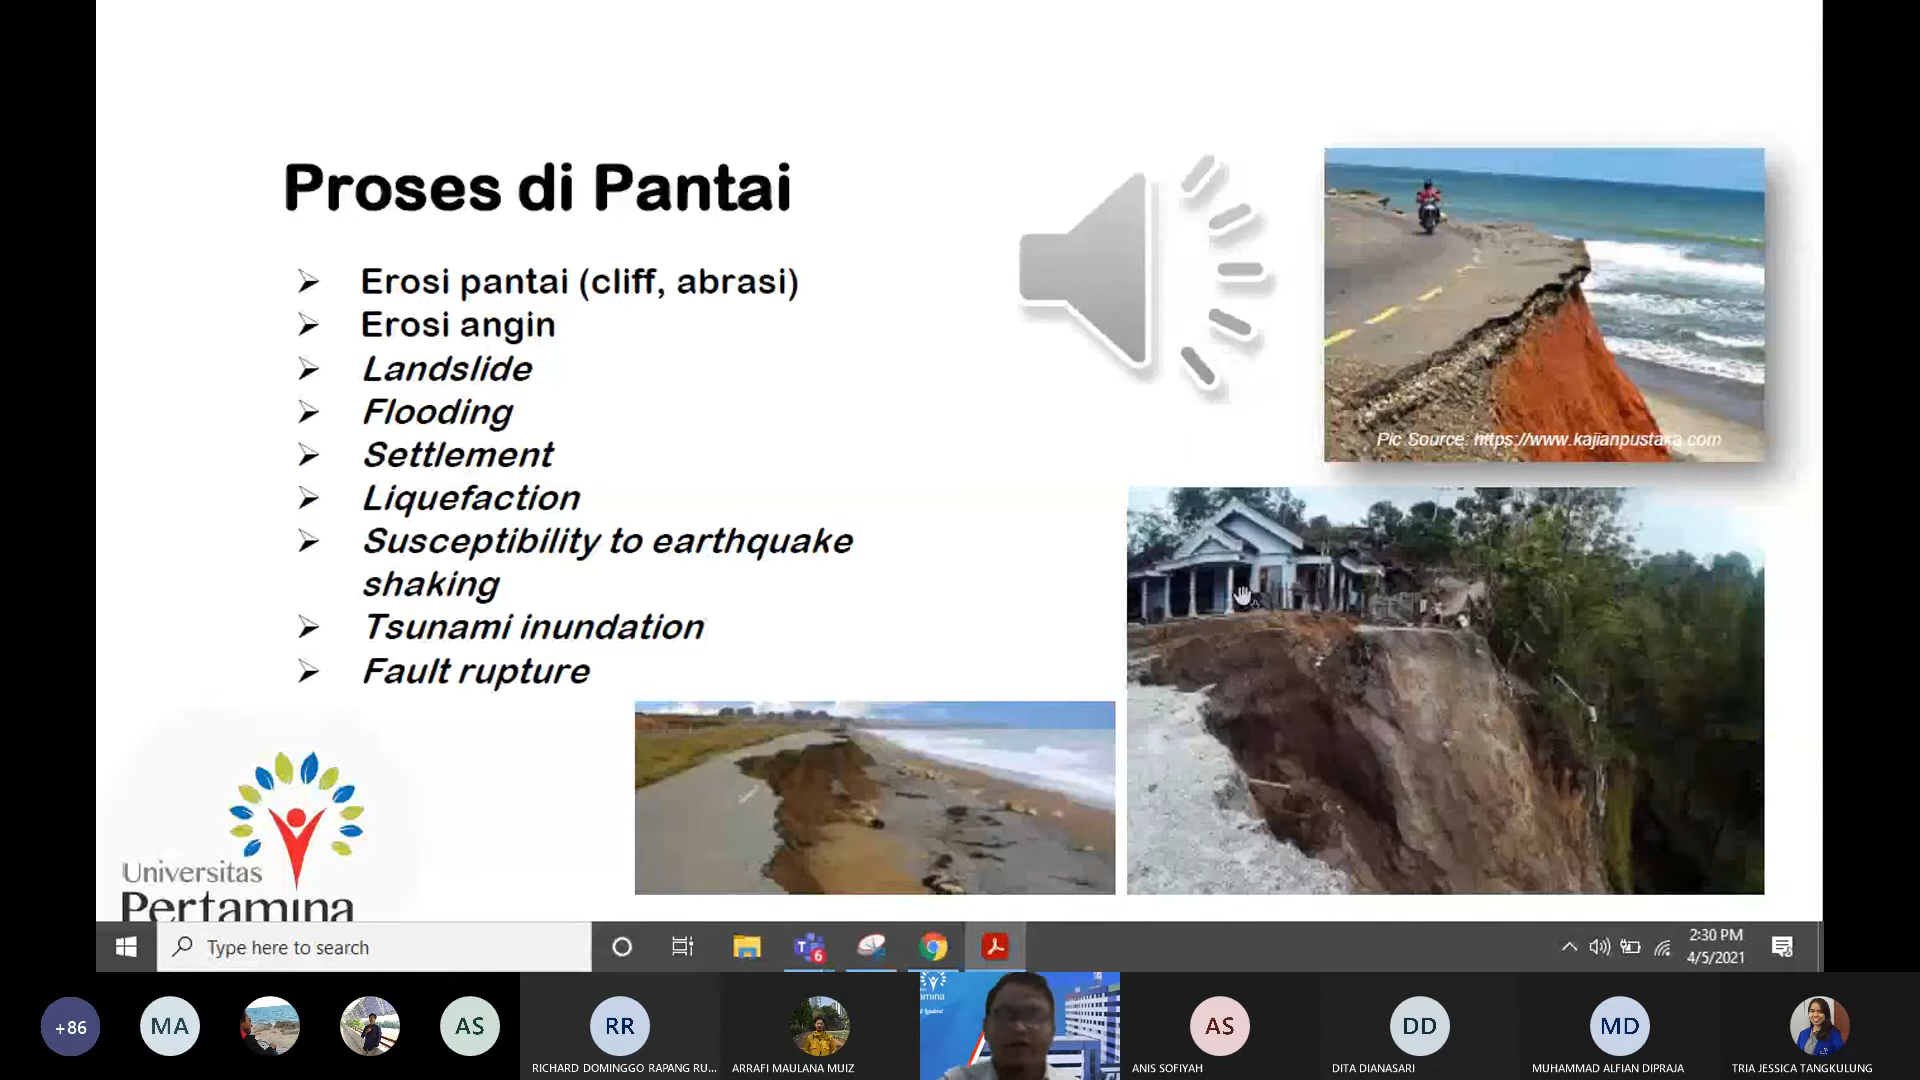 Proses di Pantai
Erosi pantai (cliff, abrasi)
Erosi angin
Landslide
Flooding
Settlement
Liquefaction
Susceptibility to earthquake
shaking
Tsunami inundation
Fault rupture
Pic Source: https://www.kajianpustaka.com
Universitas
Pertamina
Type here to search
6
2:30 PM
4/5/2021
+86
MA
AS
RR
AS
DD
MD
RICHARD DOMINGGO RAPANG RU...
ARRAFI MAULANA MUIZ
ANIS SOFIYAH
DITA DIANASARI
MUHAMMAD ALFIAN DIPRAJA
TRIA JESSICA TANGKULUNG